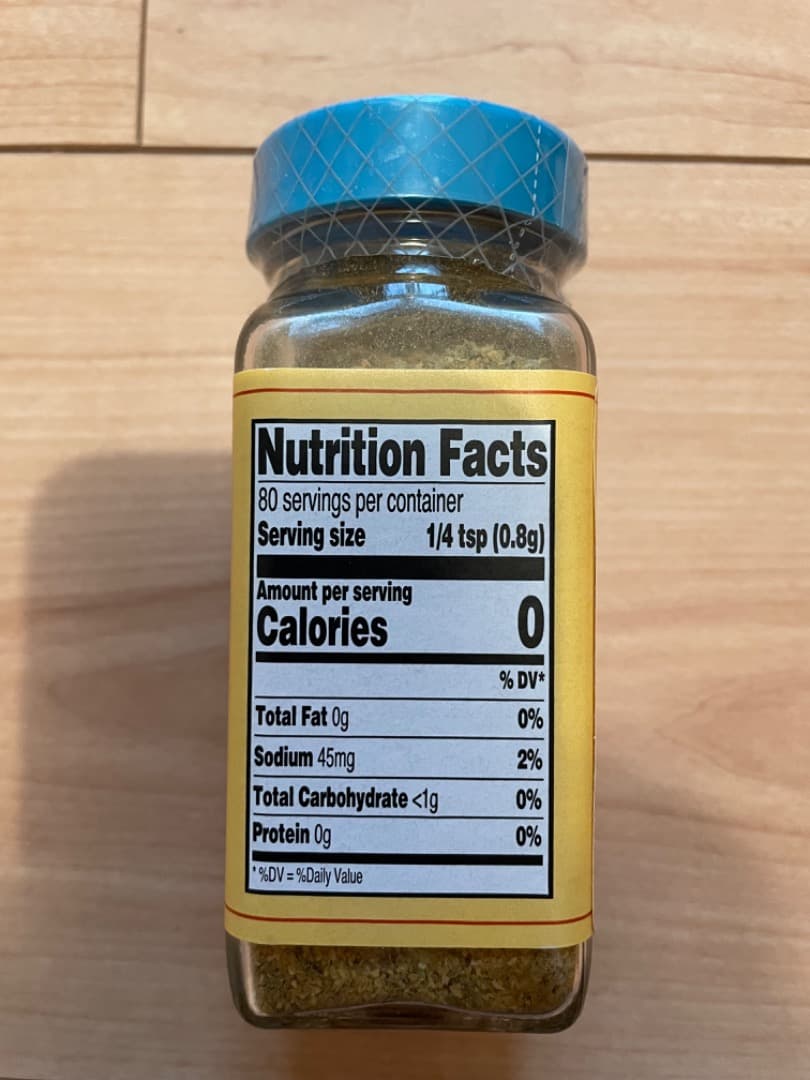 Nutrition Facts
80 servings per container
Serving size 1/4 tsp (0.8g)
Amount per serving
Calories 0
% DV*
Total Fat 0g 0%
Sodium 45mg 2%
Total Carbohydrate <1g 0%
Protein 0g 0%
* %DV = %Daily Value